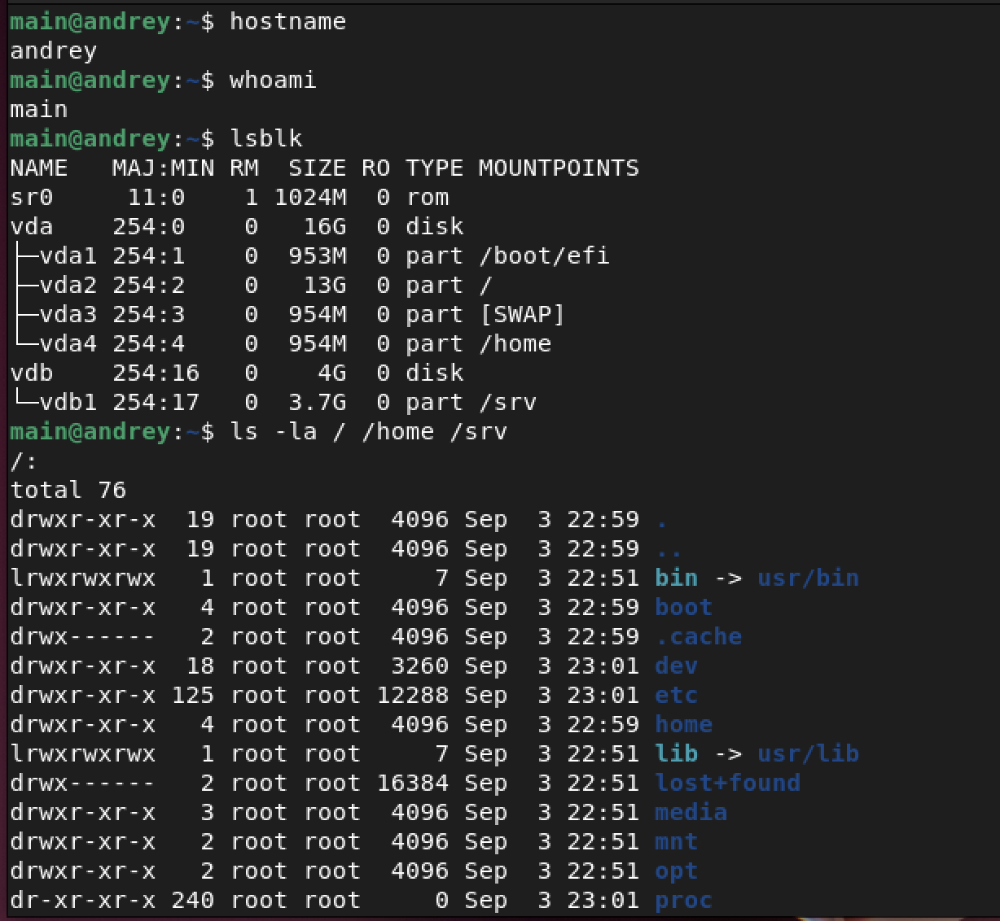 main@andrey:~$ hostname
andrey
main@andrey:~$ whoami
main
main@andrey:~$ lsblk
NAME   MAJ:MIN RM  SIZE RO TYPE MOUNTPOINTS
sr0     11:0    1 1024M  0 rom
vda    254:0    0   16G  0 disk
├─vda1 254:1    0  953M  0 part /boot/efi
├─vda2 254:2    0   13G  0 part /
├─vda3 254:3    0  954M  0 part [SWAP]
└─vda4 254:4    0  954M  0 part /home
vdb    254:16   0    4G  0 disk
└─vdb1 254:17   0  3.7G  0 part /srv
main@andrey:~$ ls -la / /home /srv
/:
total 76
drwxr-xr-x  19 root root  4096 Sep  3 22:59 .
drwxr-xr-x  19 root root  4096 Sep  3 22:59 ..
lrwxrwxrwx   1 root root     7 Sep  3 22:51 bin -> usr/bin
drwxr-xr-x   4 root root  4096 Sep  3 22:59 boot
drwx------   2 root root  4096 Sep  3 22:59 .cache
drwxr-xr-x  18 root root  3260 Sep  3 23:01 dev
drwxr-xr-x 125 root root 12288 Sep  3 23:01 etc
drwxr-xr-x   4 root root  4096 Sep  3 22:59 home
lrwxrwxrwx   1 root root     7 Sep  3 22:51 lib -> usr/lib
drwx------   2 root root 16384 Sep  3 22:51 lost+found
drwxr-xr-x   3 root root  4096 Sep  3 22:51 media
drwxr-xr-x   2 root root  4096 Sep  3 22:51 mnt
drwxr-xr-x   2 root root  4096 Sep  3 22:51 opt
dr-xr-xr-x 240 root root     0 Sep  3 23:01 proc